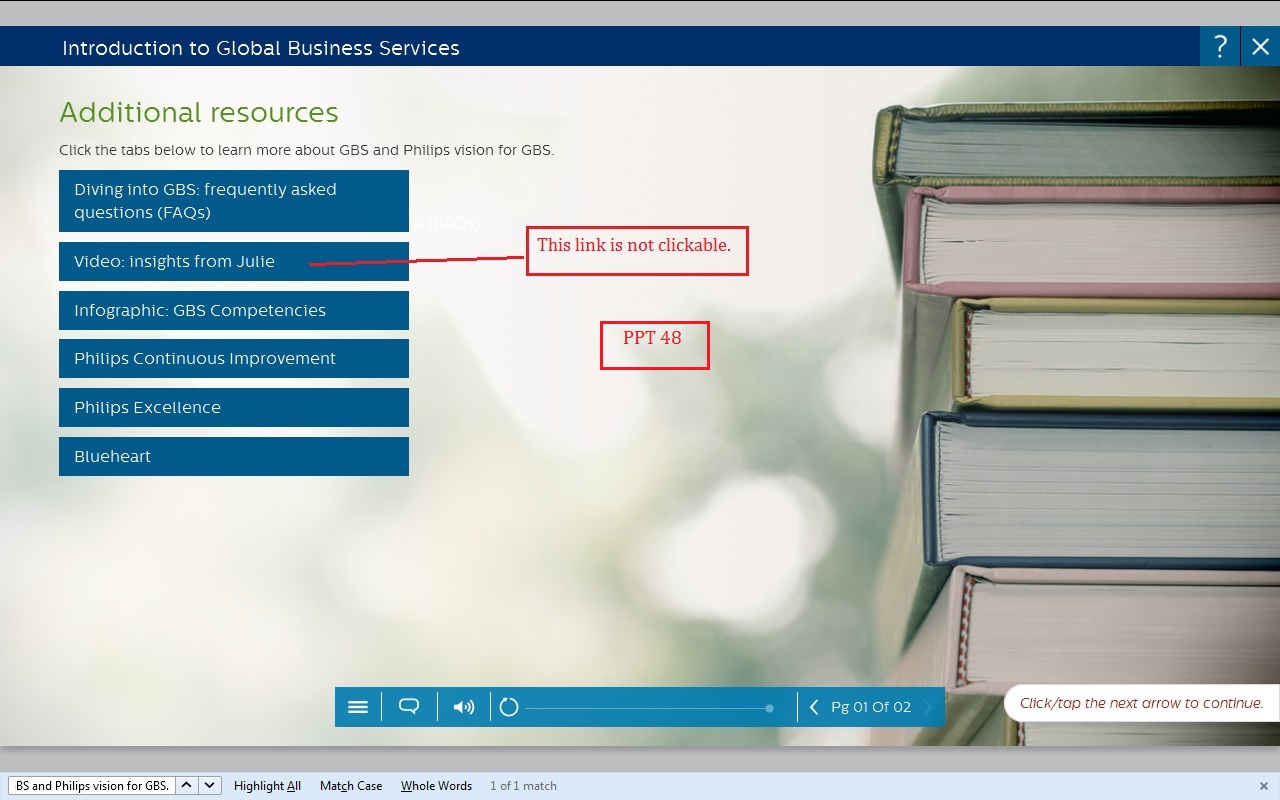 Introduction to Global Business Services
?
Additional resources
Click the tabs below to learn more about GBS and Philips vision for GBS.
Diving into GBS: frequently asked
questions (FAQs)
(FAQs)
Video: insights from Julie
This link is not clickable.
Infographic: GBS Competencies
PPT 48
Philips Continuous Improvement
Philips Excellence
Blueheart
Pg 01 Of 02
Click/tap the next arrow to continue.
BS and Philips vision for GBS.
Highlight All
Match Case
Whole Words
1 of 1 match